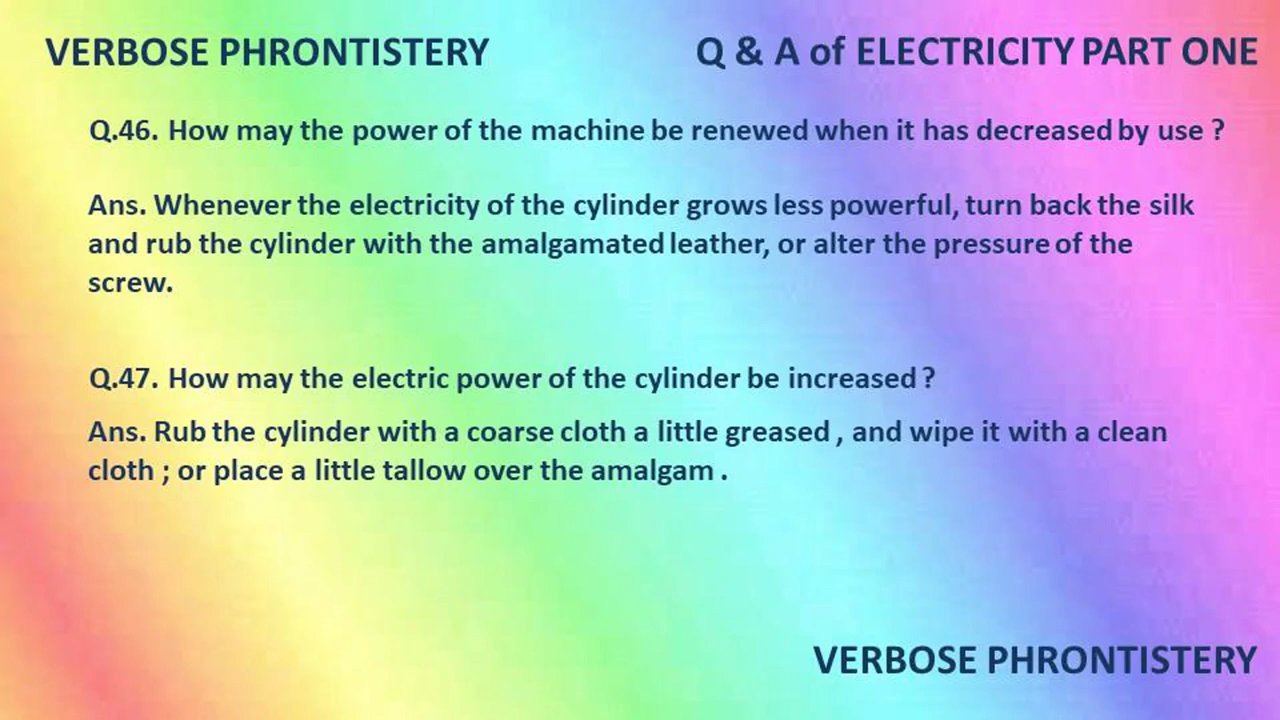 VERBOSE PHRONTISTERY
Q & A of ELECTRICITY PART ONE
Q.46. How may the power of the machine be renewed when it has decreased by use ?
Ans. Whenever the electricity of the cylinder grows less powerful, turn back the silk
and rub the cylinder with the amalgamated leather, or alter the pressure of the
screw.
Q.47. How may the electric power of the cylinder be increased ?
Ans. Rub the cylinder with a coarse cloth a little greased , and wipe it with a clean
cloth ; or place a little tallow over the amalgam .
VERBOSE PHRONTISTERY